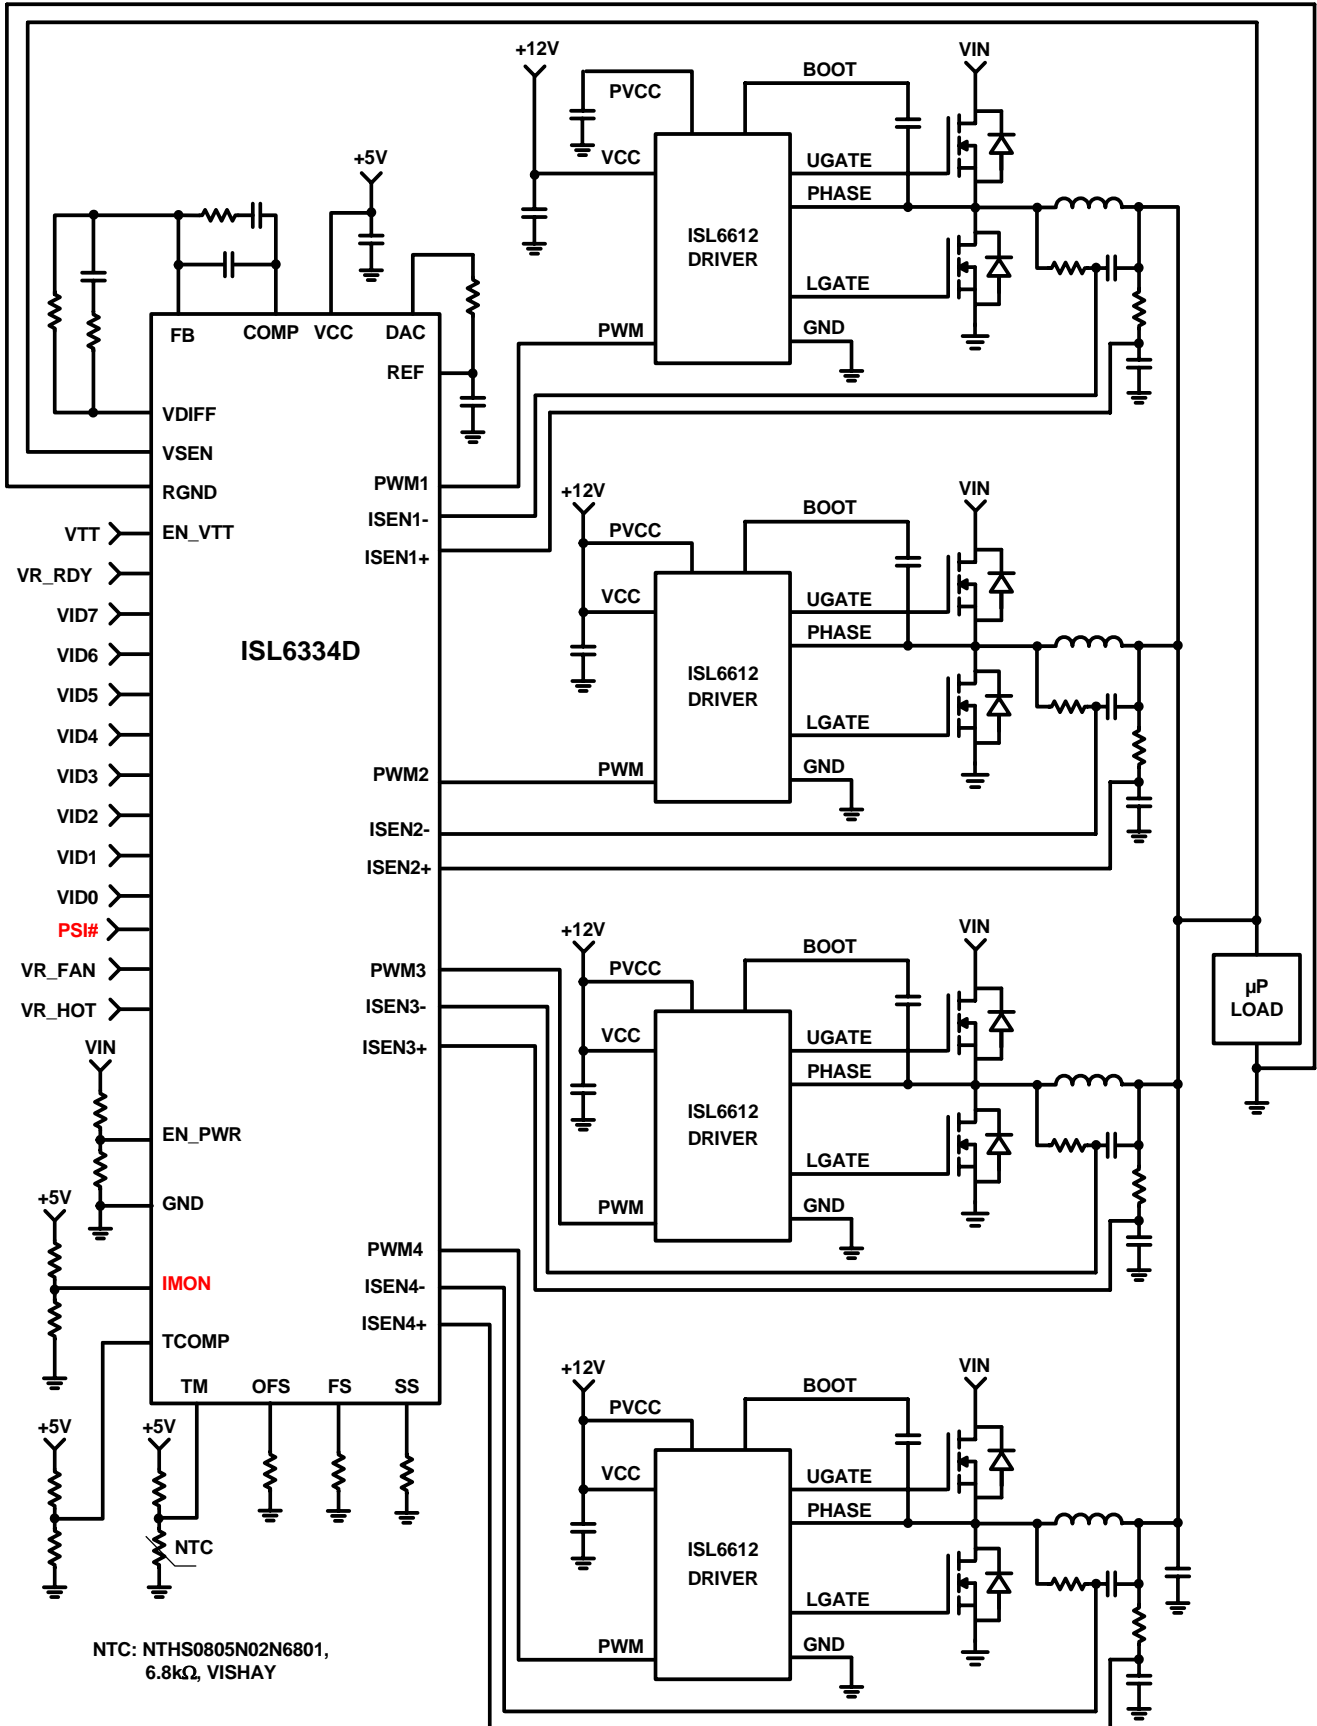 +12V
PVCC
BOOT
VIN
VCC
UGATE
PHASE
ISL6612
DRIVER
LGATE
PWM
GND
+5V
FB
COMP
VCC
DAC
REF
VDIFF
VSEN
RGND
EN_VTT
VTT
VR_RDY
VID7
VID6
VID5
VID4
VID3
VID2
VID1
VID0
PSI#
VR_FAN
VR_HOT
VIN
EN_PWR
GND
+5V
IMON
TCOMP
TM
OFS
FS
SS
ISL6334D
PWM1
ISEN1-
ISEN1+
PWM2
ISEN2-
ISEN2+
PWM3
ISEN3-
ISEN3+
PWM4
ISEN4-
ISEN4+
+12V
PVCC
BOOT
VIN
VCC
UGATE
PHASE
ISL6612
DRIVER
LGATE
PWM
GND
+12V
PVCC
BOOT
VIN
VCC
UGATE
PHASE
ISL6612
DRIVER
LGATE
PWM
GND
µP
LOAD
+12V
PVCC
BOOT
VIN
VCC
UGATE
PHASE
ISL6612
DRIVER
LGATE
PWM
GND
+5V
+5V
NTC
NTC: NTHS0805N02N6801,
6.8kΩ, VISHAY